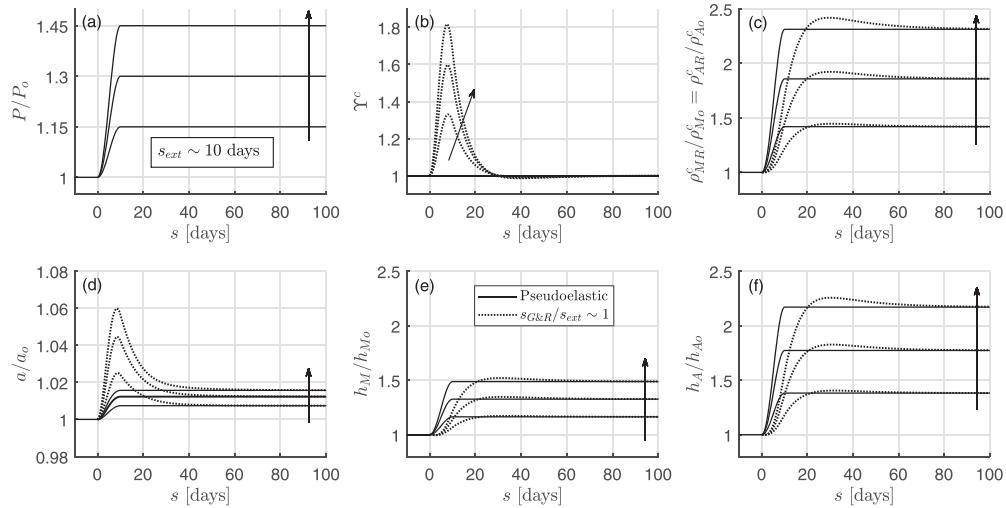 (a)
P/P_o
1.45
1.3
1.15
1
s_ext ∼ 10 days
0 20 40 60 80 100
s [days]
(b)
Υ^c
1.8
1.6
1.4
1.2
1
0 20 40 60 80 100
s [days]
(c)
ρ^c_MR/ρ^c_Mo = ρ^c_AR/ρ^c_Ao
2.5
2
1.5
1
0 20 40 60 80 100
s [days]
(d)
a/a_o
1.08
1.06
1.04
1.02
1
0.98
0 20 40 60 80 100
s [days]
(e)
h_M/h_Mo
2.5
2
1.5
1
Pseudoelastic
s_G&R/s_ext ∼ 1
0 20 40 60 80 100
s [days]
(f)
h_A/h_Ao
2.5
2
1.5
1
0 20 40 60 80 100
s [days]